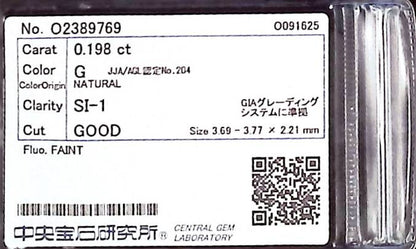 No. O2389769 O091625
Carat 0.198 ct
Color G JJA/AGL認定No.204
ColorOrigin NATURAL
Clarity SI-1 GIAグレーディング
システムに準拠
Cut GOOD Size 3.69 - 3.77 × 2.21 mm
Fluo. FAINT
中央宝石研究所® CENTRAL GEM
LABORATORY